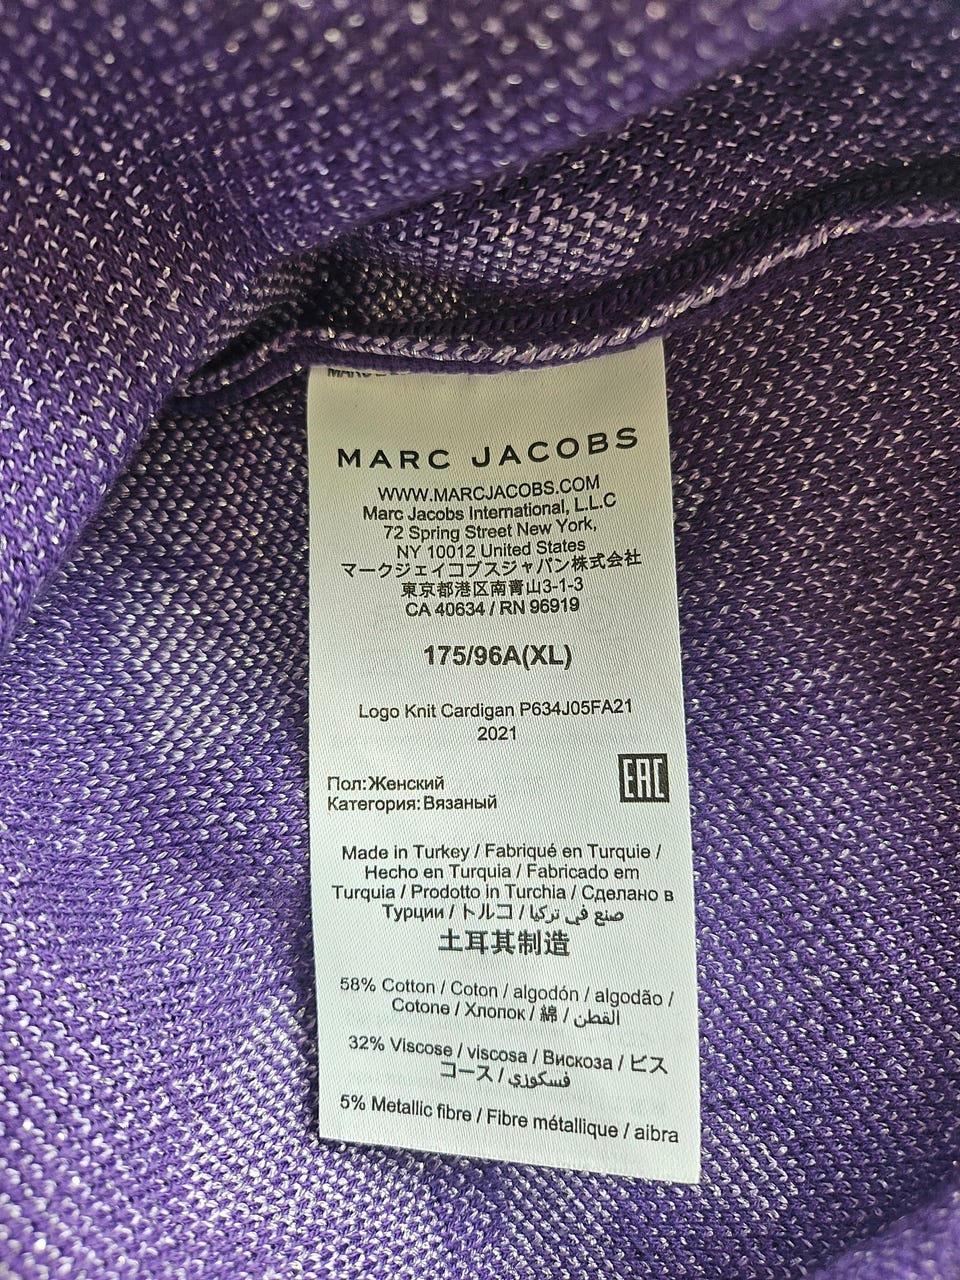 MARC JACOBS
WWW.MARCJACOBS.COM
Marc Jacobs International, L.L.C
72 Spring Street New York,
NY 10012 United States
マークジェイコブスジャパン株式会社
東京都港区南青山3-1-3
CA 40634 / RN 96919
175/96A(XL)
Logo Knit Cardigan P634J05FA21
2021
Пол:Женский
EAC
Категория:Вязаный
Made in Turkey / Fabriqué en Turquie /
Hecho en Turquia / Fabricado em
Turquia / Prodotto in Turchia / Сделано в
Турции / トルコ / صنع في تركيا
土耳其制造
58% Cotton / Coton / algodón / algodão /
Cotone / Хлопок / 綿 / القطن
32% Viscose / viscosa / Вискоза / ビス
コース / فسكوزي
5% Metallic fibre / Fibre métallique / aibra